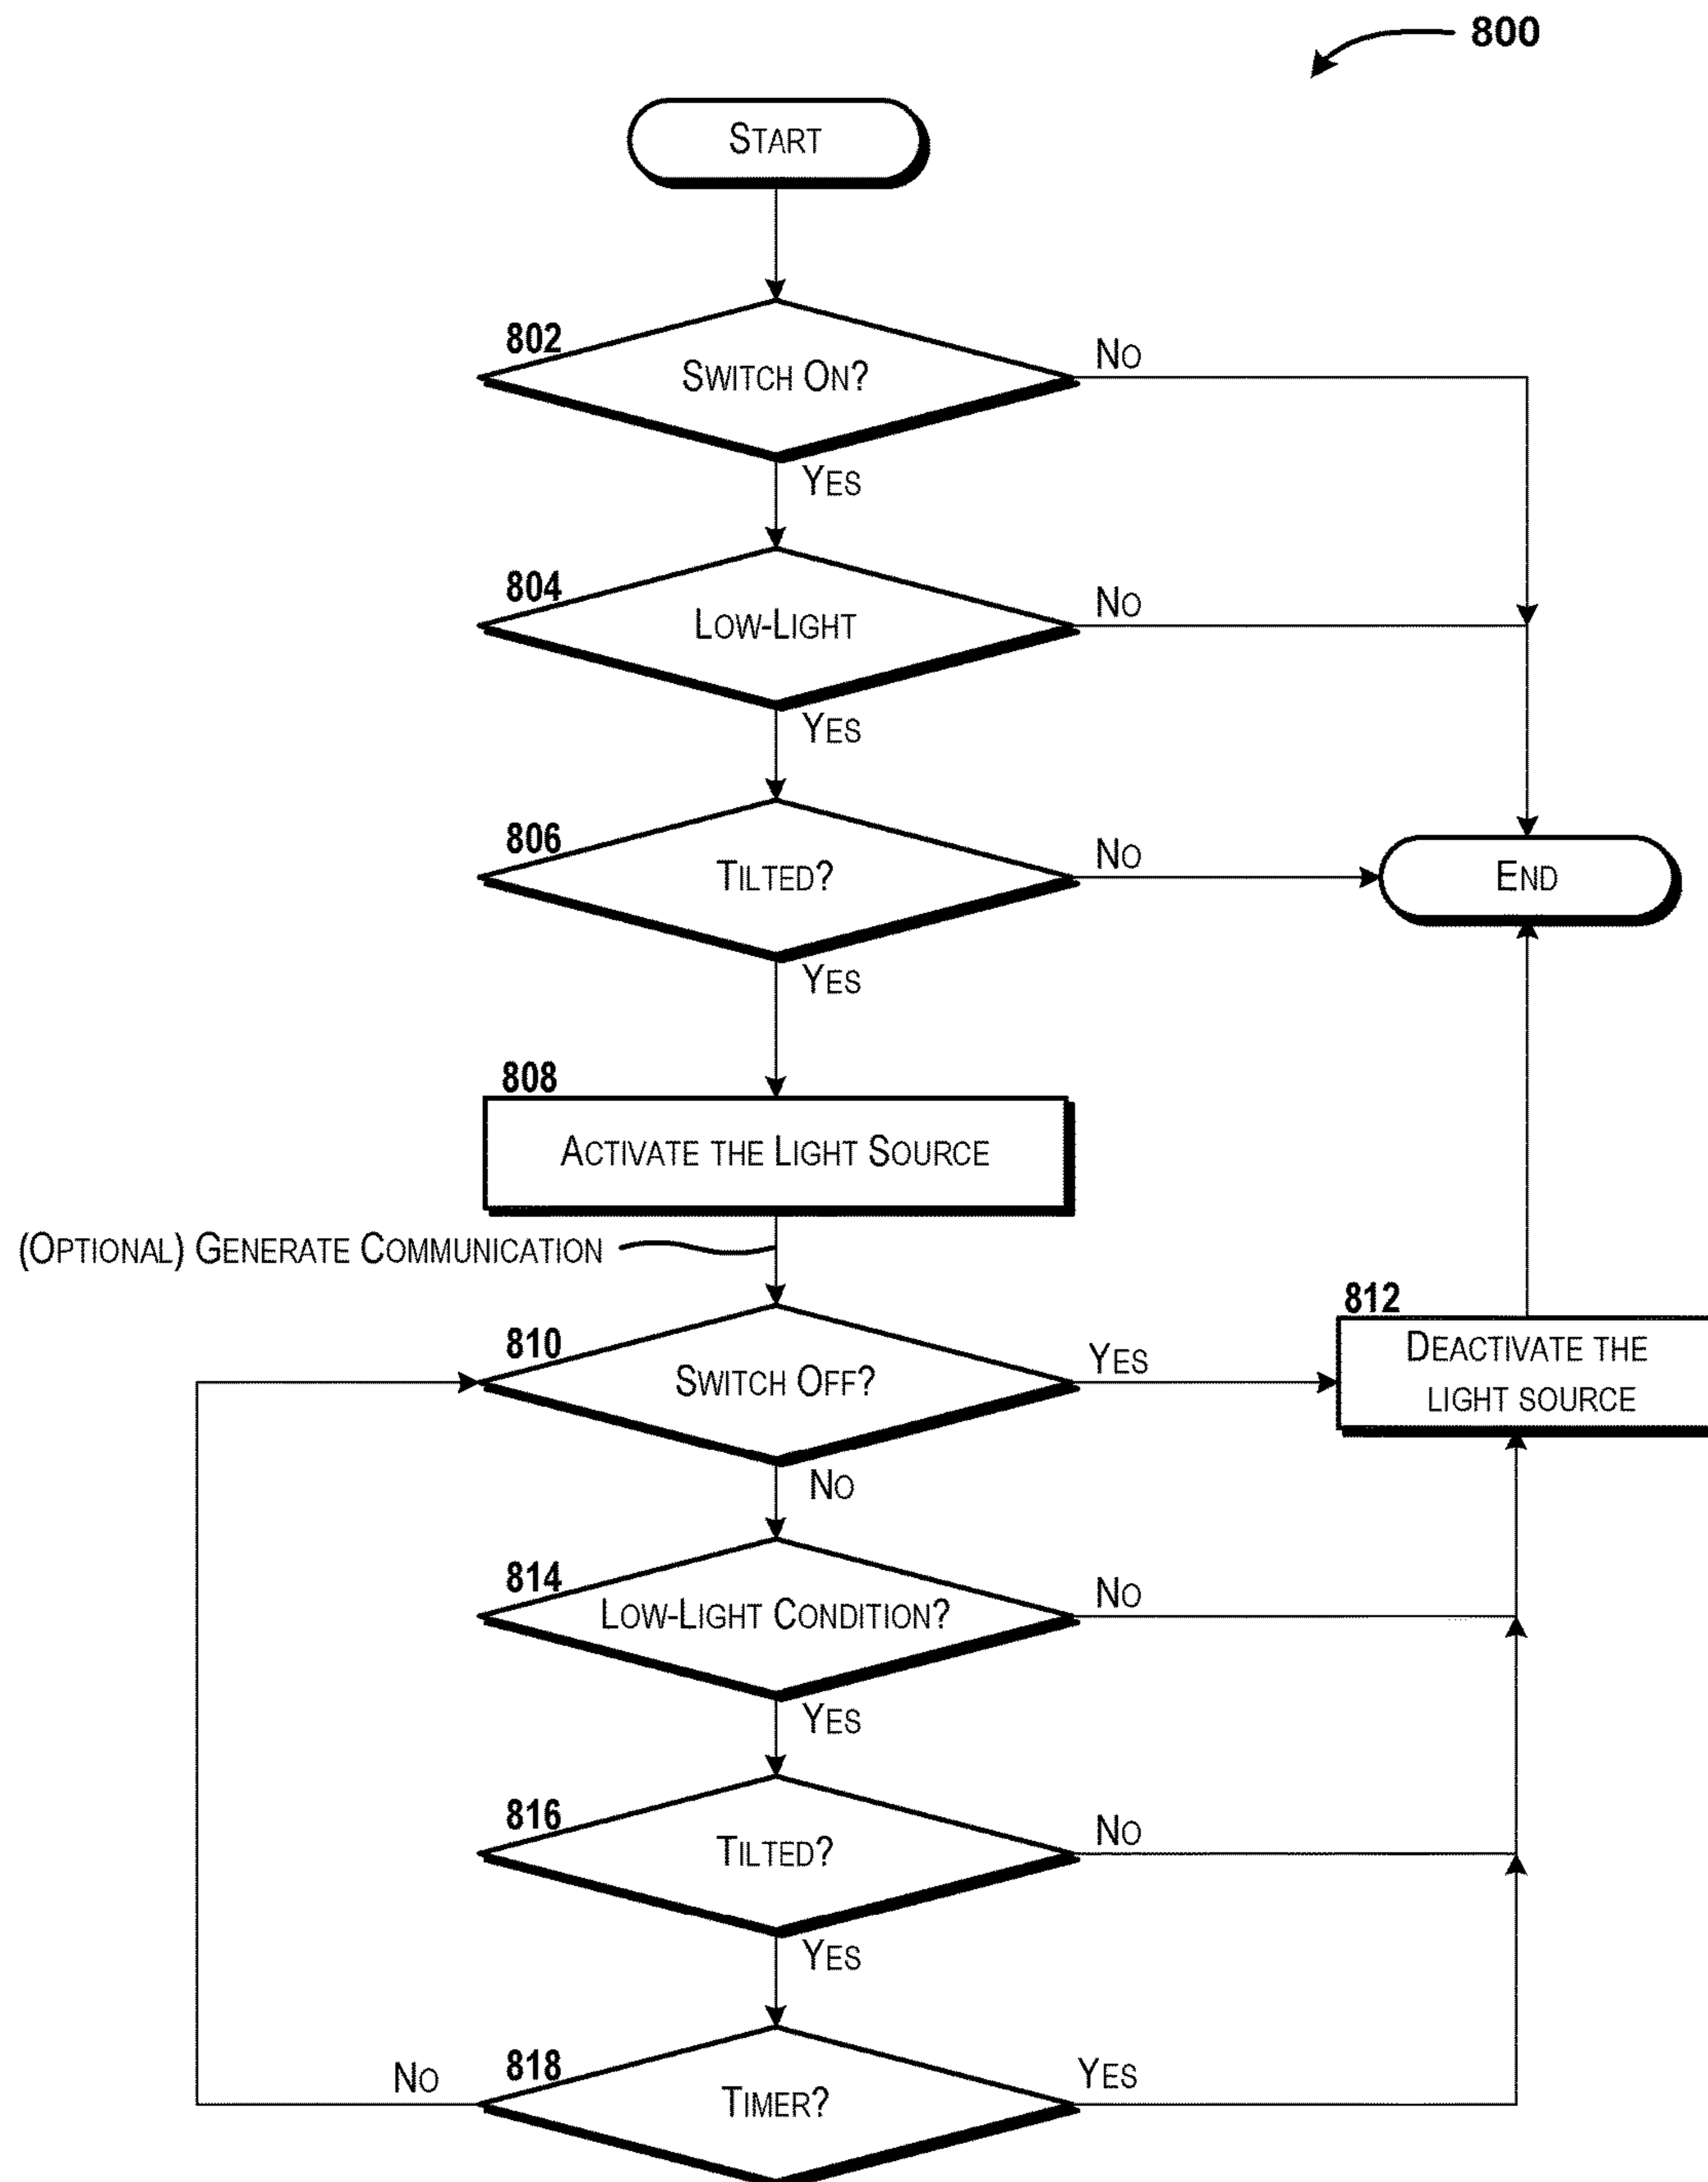 800
START
802
SWITCH ON?
NO
YES
804
LOW-LIGHT
NO
YES
806
TILTED?
NO
END
YES
808
ACTIVATE THE LIGHT SOURCE
(OPTIONAL) GENERATE COMMUNICATION
810
SWITCH OFF?
YES
812
DEACTIVATE THE
LIGHT SOURCE
NO
814
LOW-LIGHT CONDITION?
NO
YES
816
TILTED?
NO
YES
NO
818
TIMER?
YES